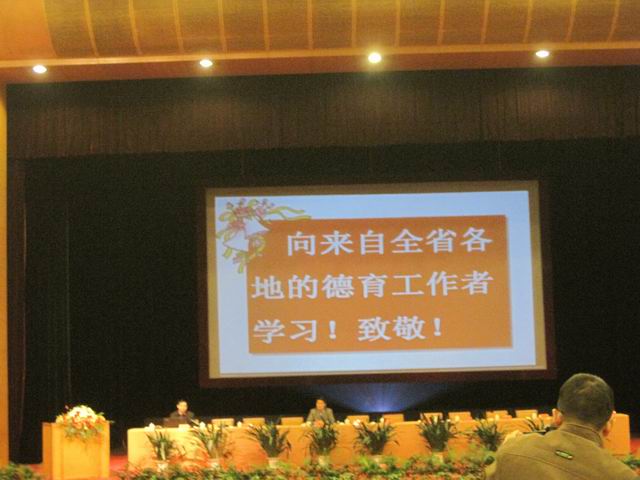 向来自全省各
地的德育工作者
学习！致敬！